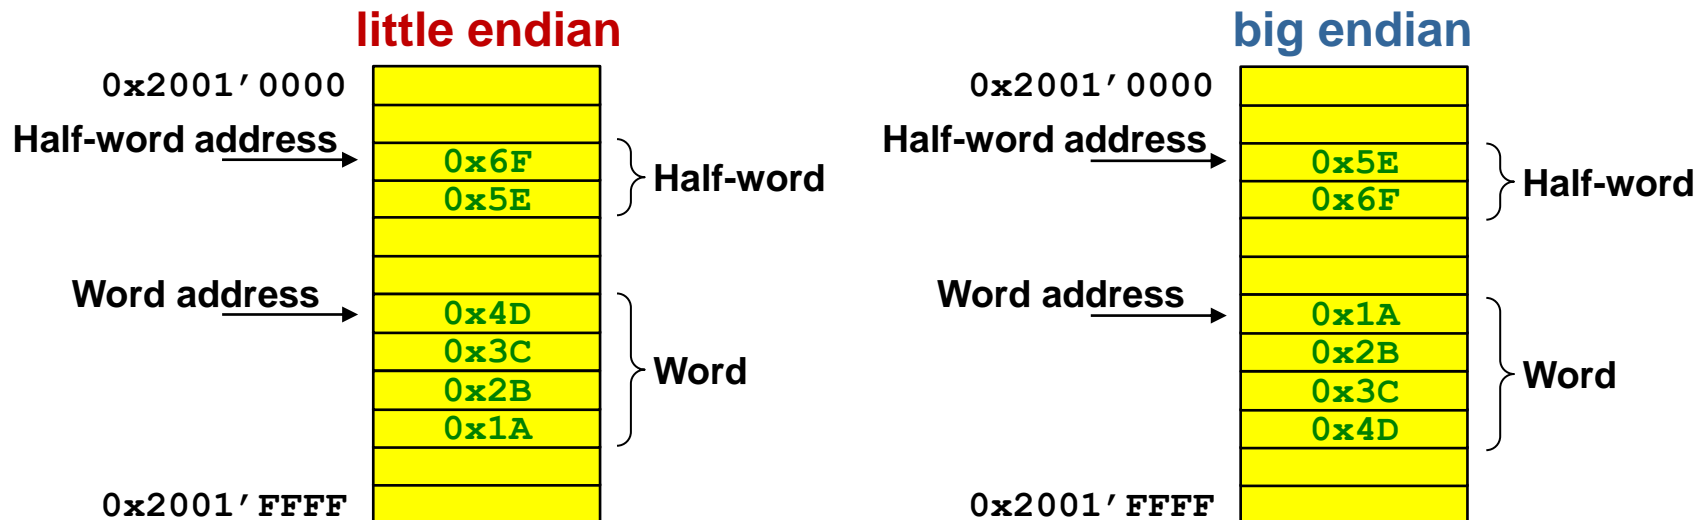 little endian
0x2001'0000
Half-word address
0x6F
0x5E
Half-word
Word address
0x4D
0x3C
0x2B
0x1A
Word
0x2001'FFFF
big endian
0x2001'0000
Half-word address
0x5E
0x6F
Half-word
Word address
0x1A
0x2B
0x3C
0x4D
Word
0x2001'FFFF